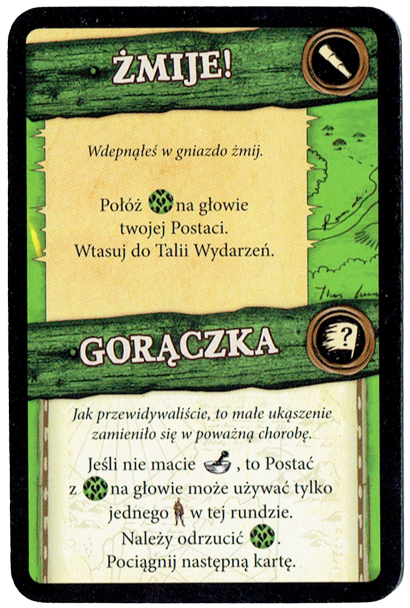 ŻMIJE!
Wdepnąłeś w gniazdo żmij.
Połóż na głowie
twojej Postaci.
Wtasuj do Talii Wydarzeń.
GORĄCZKA
?
Jak przewidywaliście, to małe ukąszenie
zamieniło się w poważną chorobę.
Jeśli nie macie , to Postać
z na głowie może używać tylko
jednego w tej rundzie.
Należy odrzucić .
Pociągnij następną kartę.